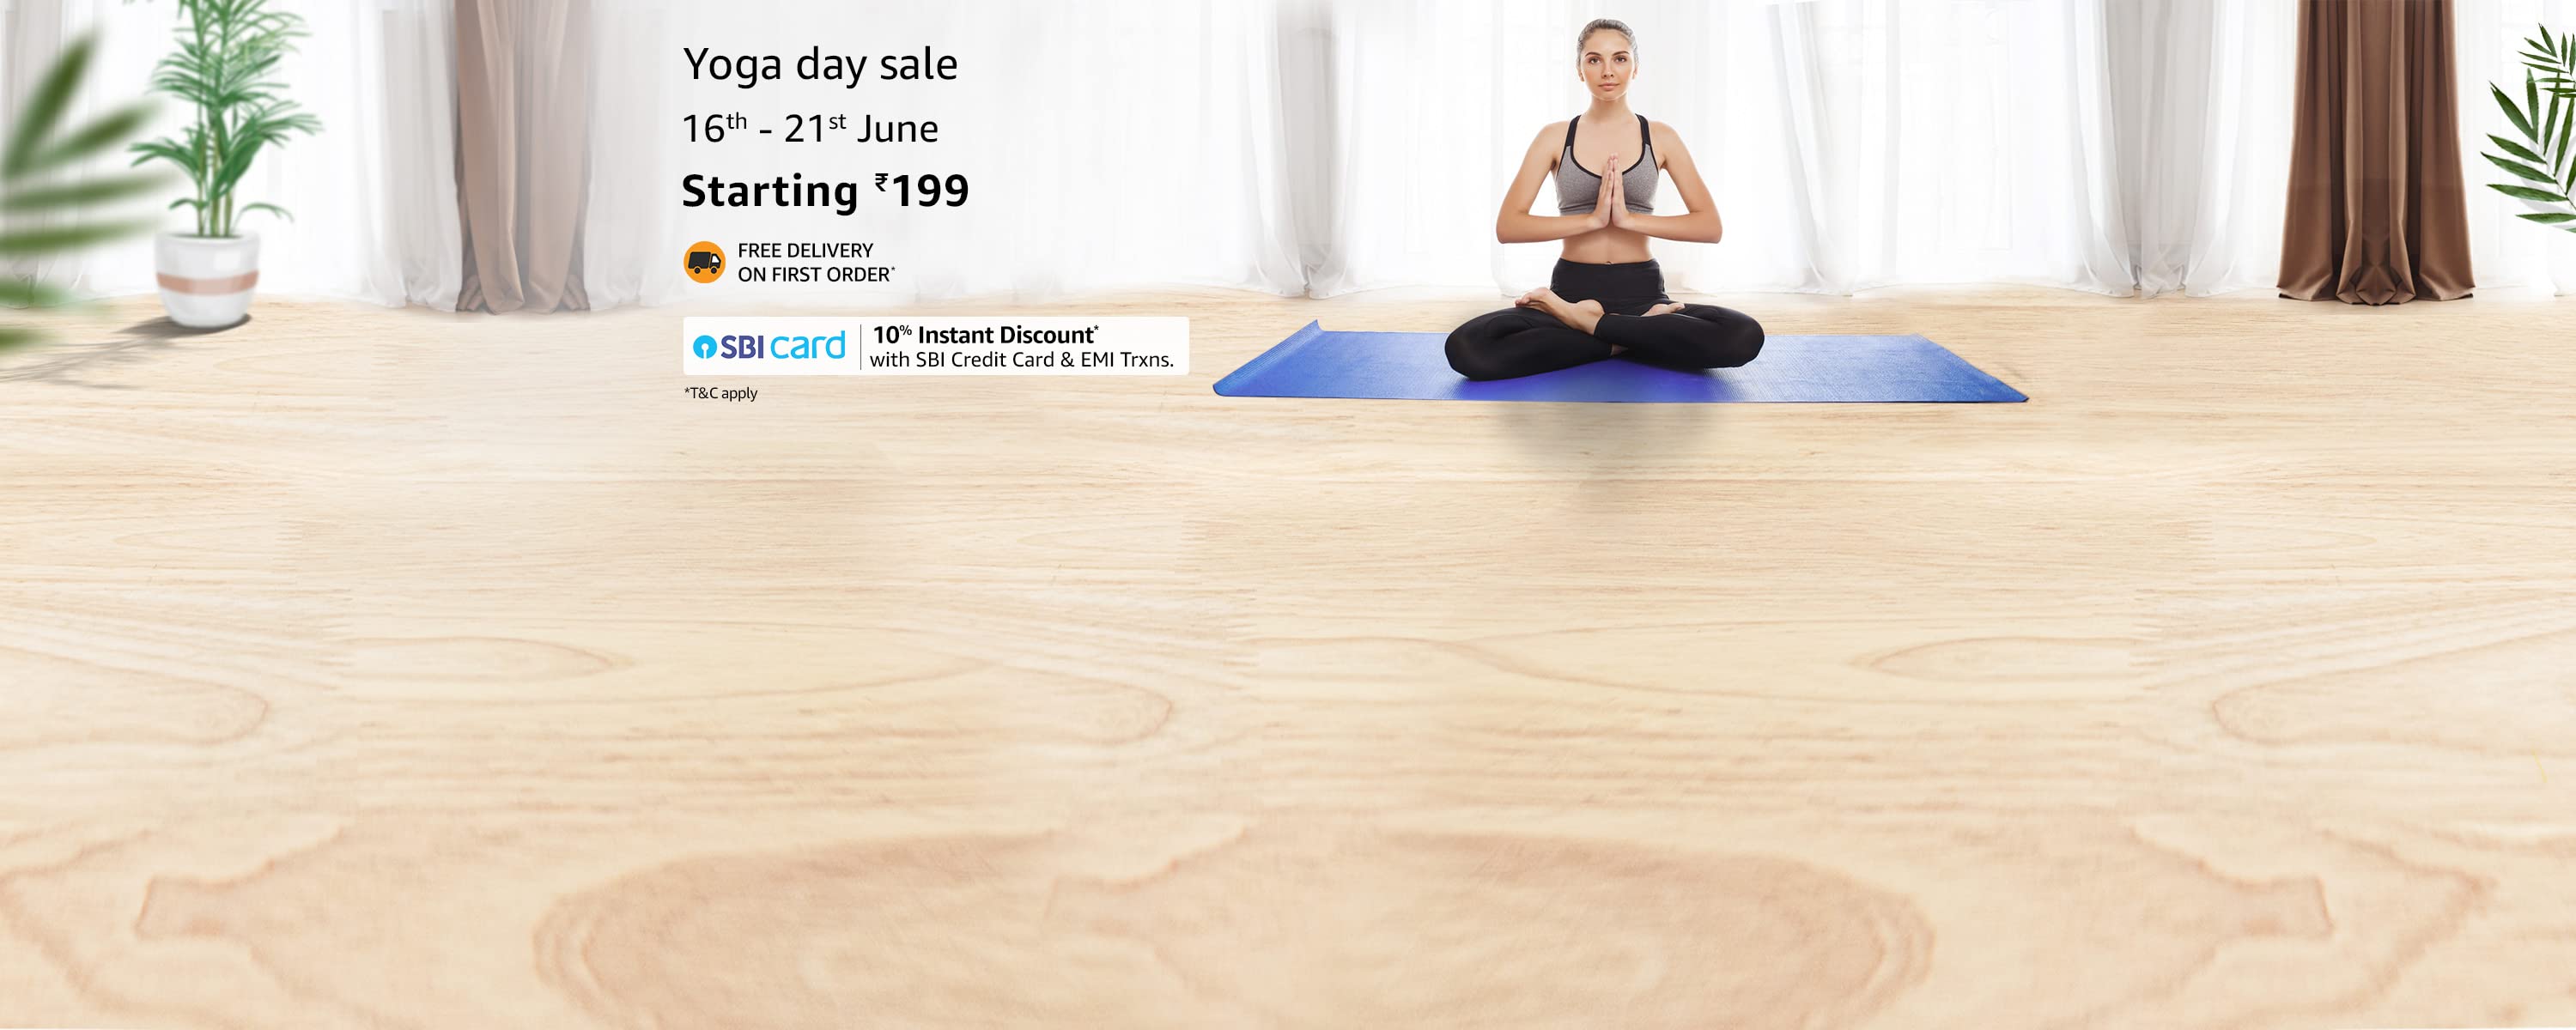 Yoga day sale
16th - 21st June
Starting ₹199
FREE DELIVERY
ON FIRST ORDER*
SBI card
10% Instant Discount*
with SBI Credit Card & EMI Trxns.
*T&C apply